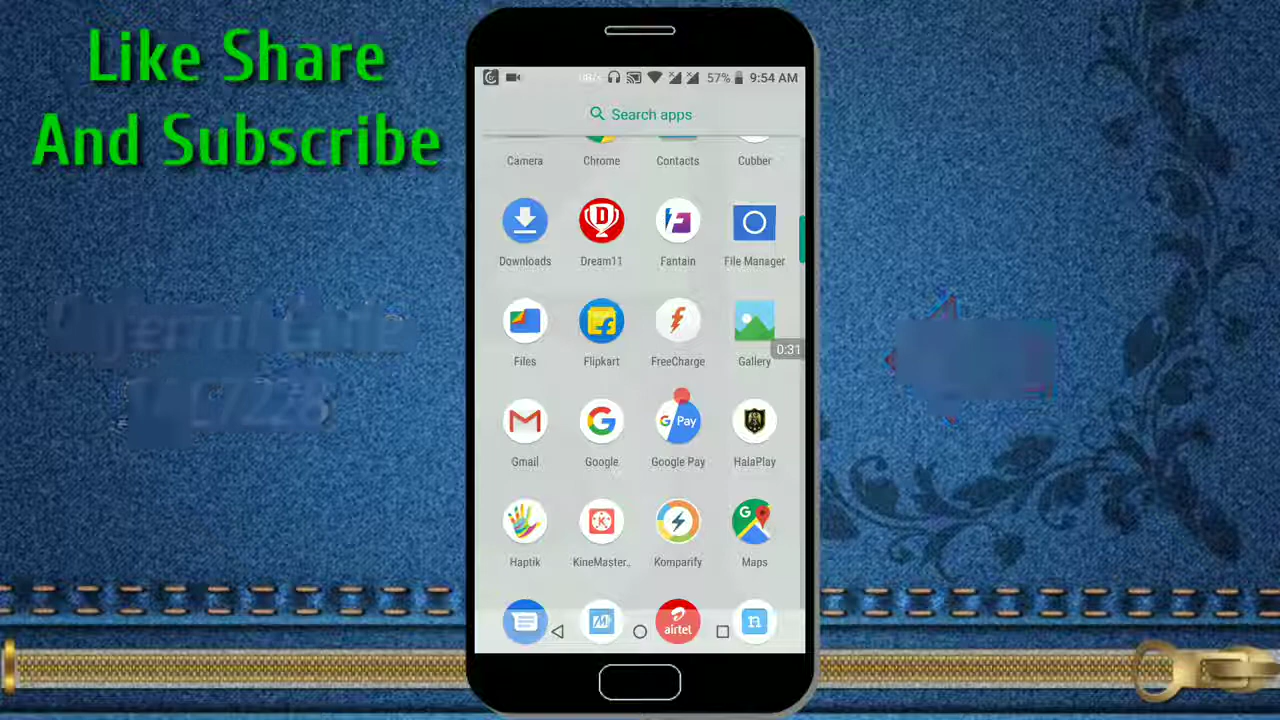 Like Share
And Subscribe
57%
9:54 AM
Search apps
Camera
Chrome
Contacts
Cubber
D
F
Downloads
Dream11
Fantain
File Manager
f
Files
Flipkart
FreeCharge
Gallery
0:31
G Pay
Gmail
Google
Google Pay
HalaPlay
K
G
Haptik
KineMaster..
Komparify
Maps
airtel
n